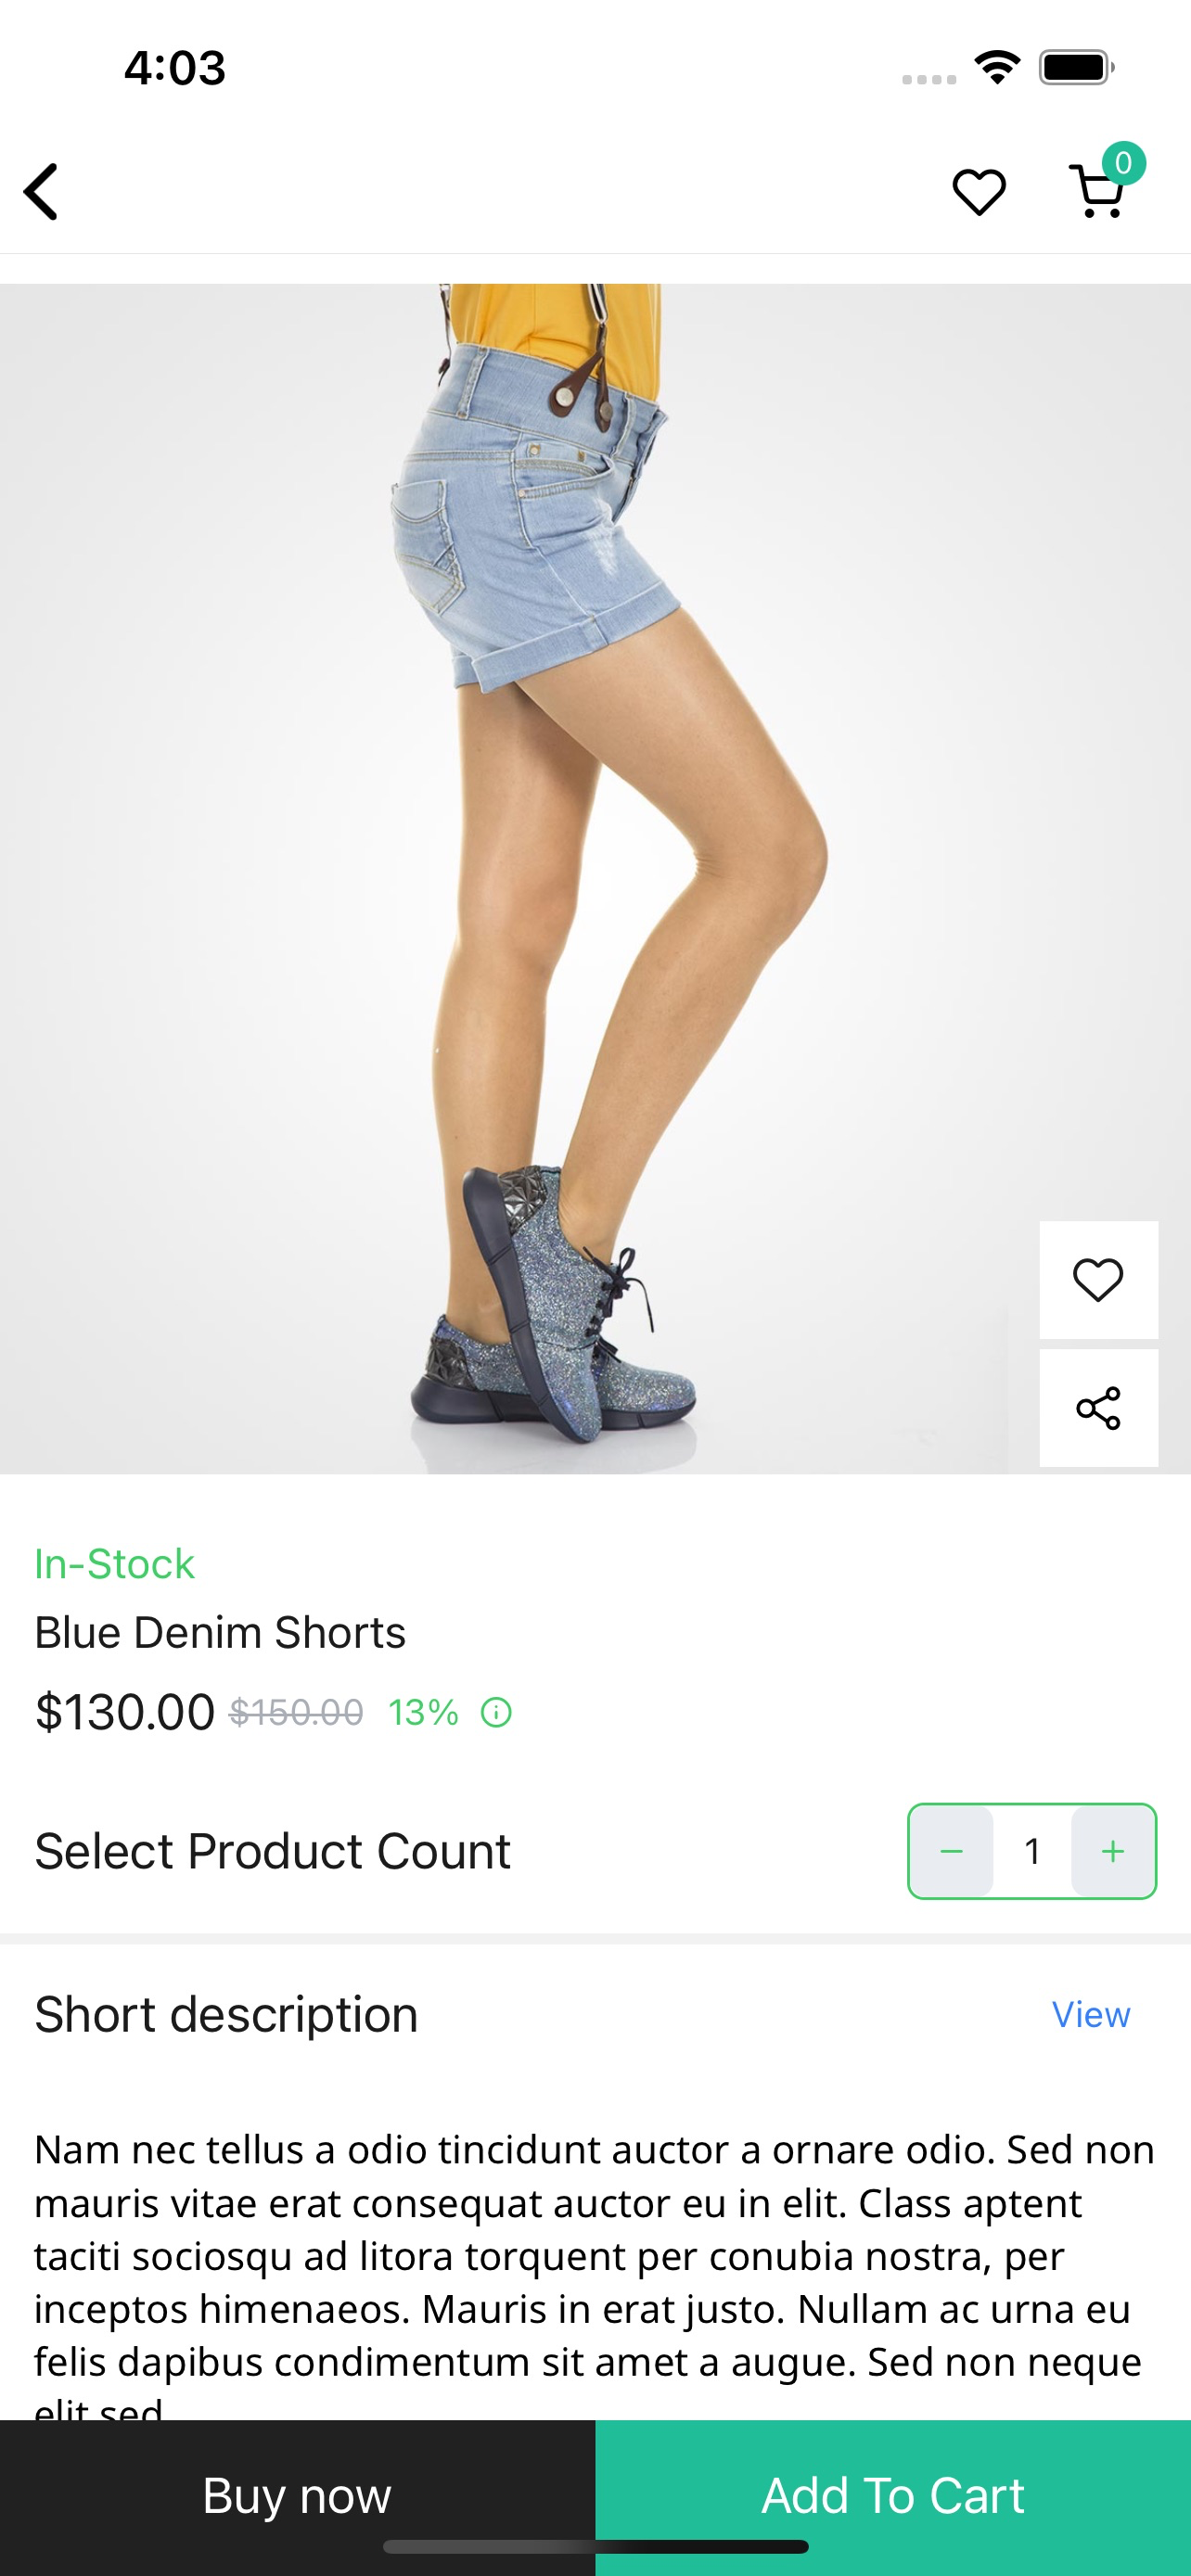 4:03
0
In-Stock
Blue Denim Shorts
$130.00 $150.00 13%
Select Product Count
− 1 +
Short description View
Nam nec tellus a odio tincidunt auctor a ornare odio. Sed non
mauris vitae erat consequat auctor eu in elit. Class aptent
taciti sociosqu ad litora torquent per conubia nostra, per
inceptos himenaeos. Mauris in erat justo. Nullam ac urna eu
felis dapibus condimentum sit amet a augue. Sed non neque
elit sed
Buy now Add To Cart